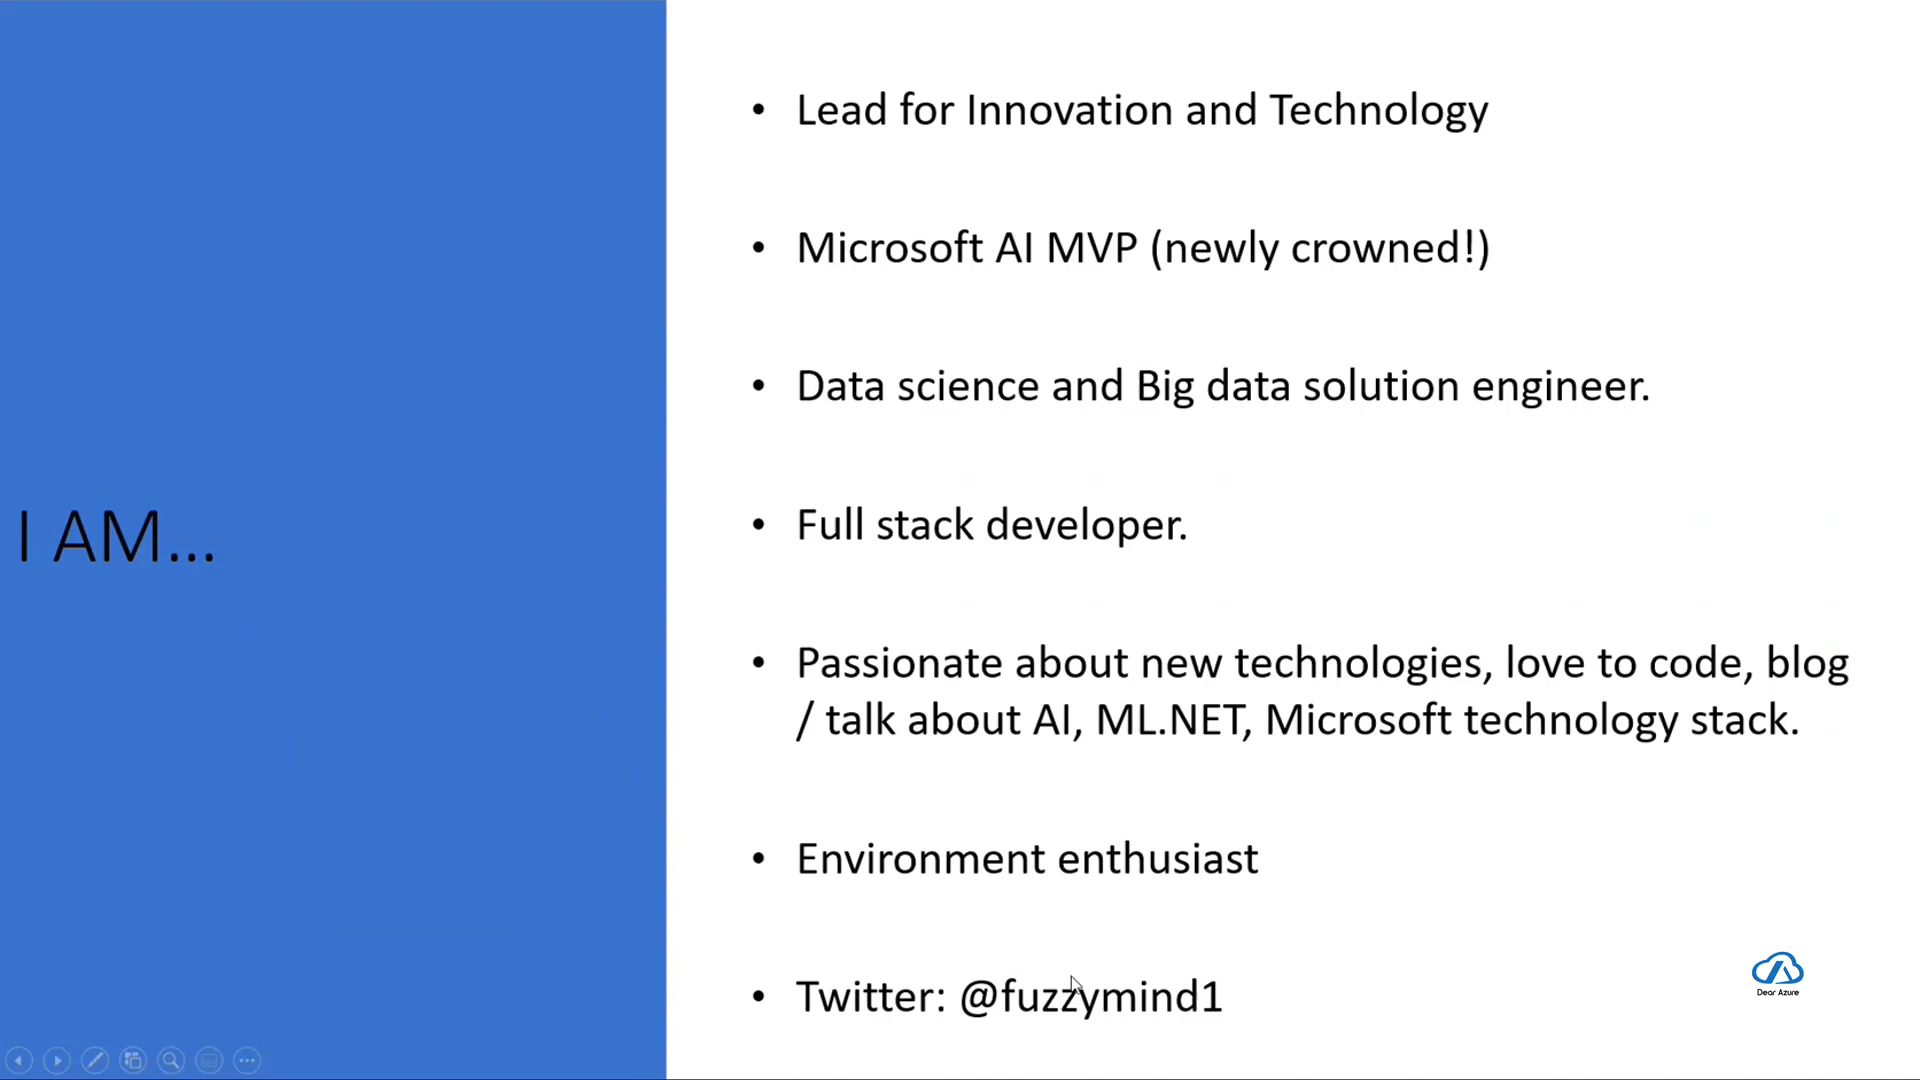 I AM...
• Lead for Innovation and Technology
• Microsoft AI MVP (newly crowned!)
• Data science and Big data solution engineer.
• Full stack developer.
• Passionate about new technologies, love to code, blog
/ talk about AI, ML.NET, Microsoft technology stack.
• Environment enthusiast
• Twitter: @fuzzymind1
Dear Azure